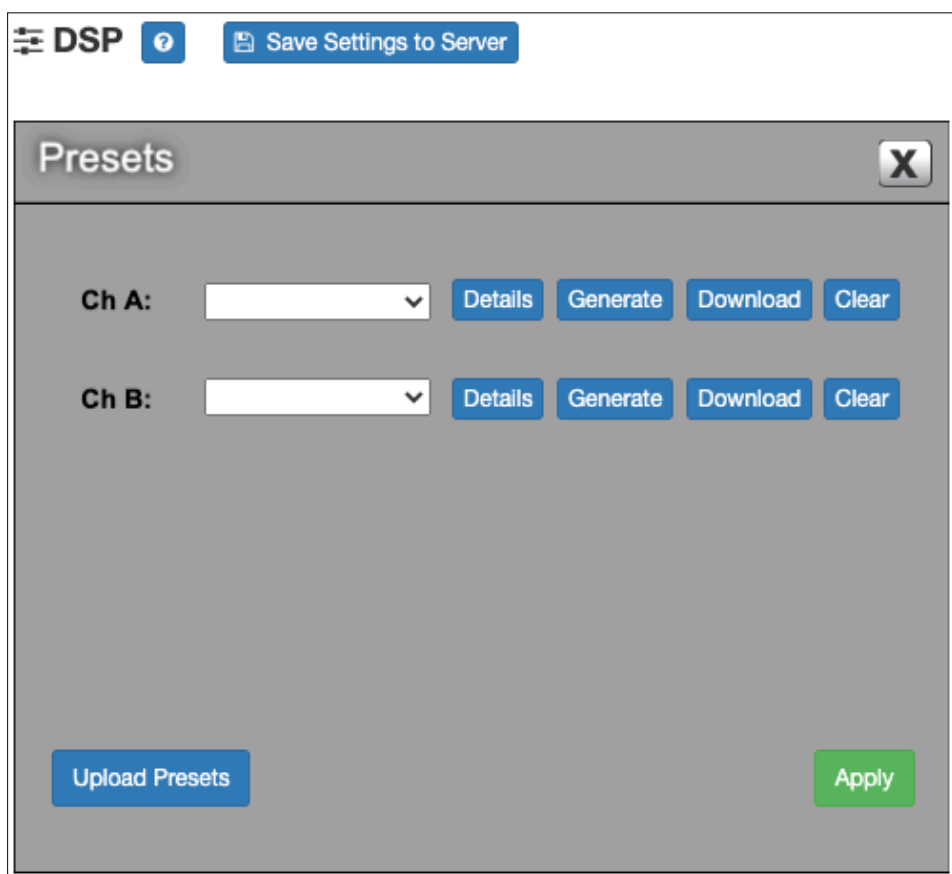 DSP Save Settings to Server
Presets X
Ch A: Details Generate Download Clear
Ch B: Details Generate Download Clear
Upload Presets Apply